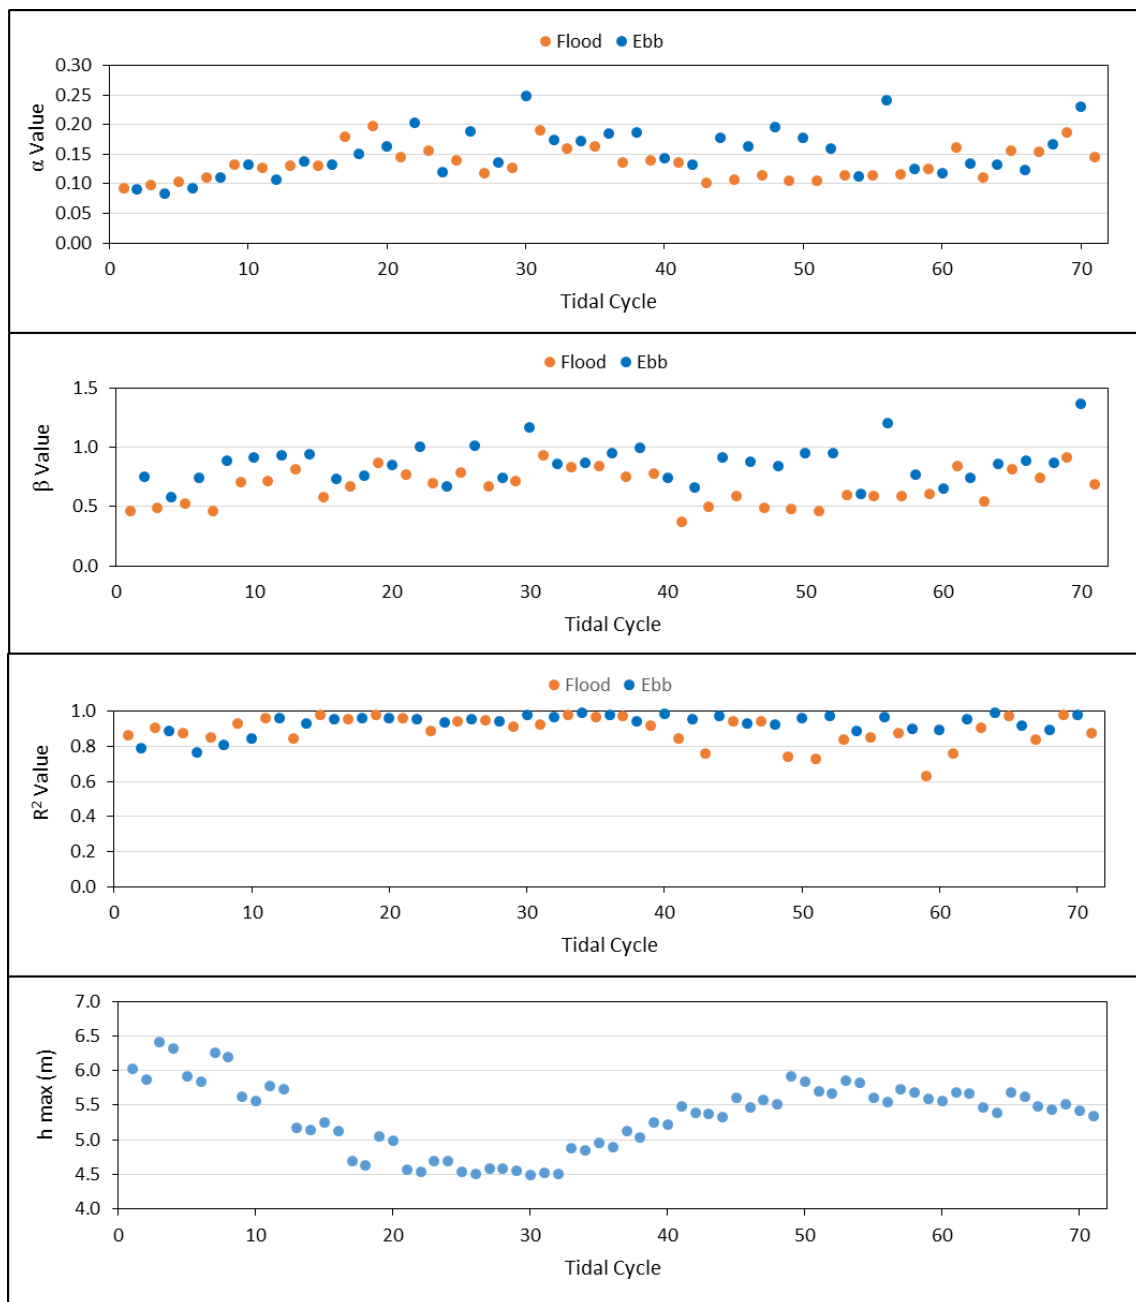 Flood Ebb
0.30
0.25
0.20
0.15
0.10
0.05
0.00
α Value
0 10 20 30 40 50 60 70
Tidal Cycle
Flood Ebb
1.5
1.0
0.5
0.0
β Value
0 10 20 30 40 50 60 70
Tidal Cycle
Flood Ebb
1.0
0.8
0.6
0.4
0.2
0.0
R² Value
0 10 20 30 40 50 60 70
Tidal Cycle
7.0
6.5
6.0
5.5
5.0
4.5
4.0
h max (m)
0 10 20 30 40 50 60 70
Tidal Cycle